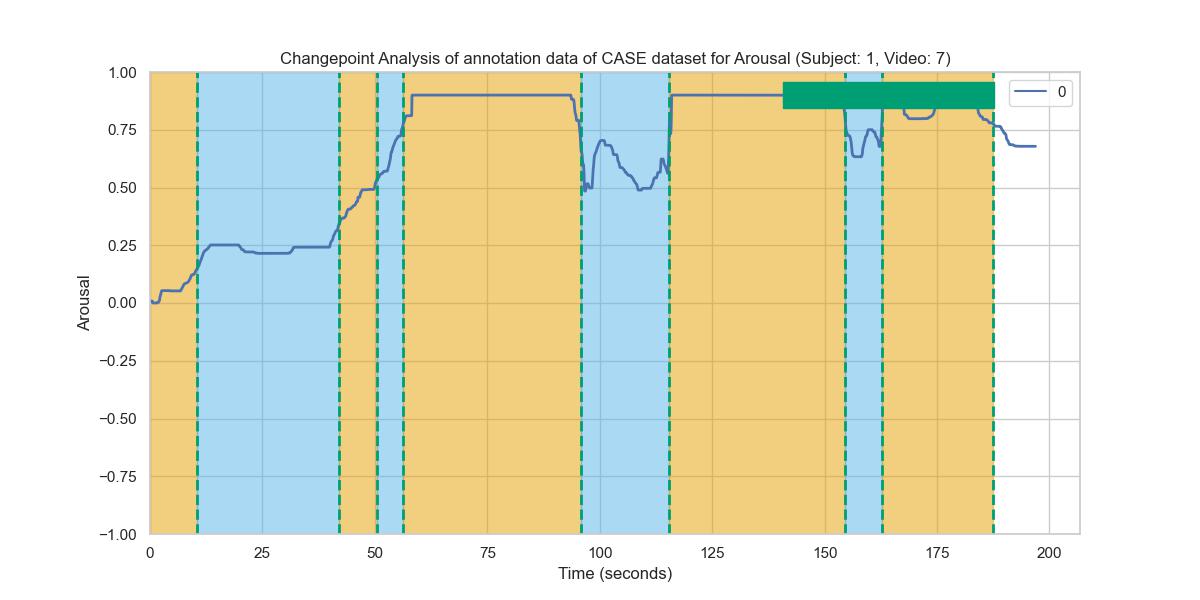 Changepoint Analysis of annotation data of CASE dataset for Arousal (Subject: 1, Video: 7)
1.00
0.75
0.50
0.25
0.00
−0.25
−0.50
−0.75
−1.00
Arousal
0
0 25 50 75 100 125 150 175 200
Time (seconds)